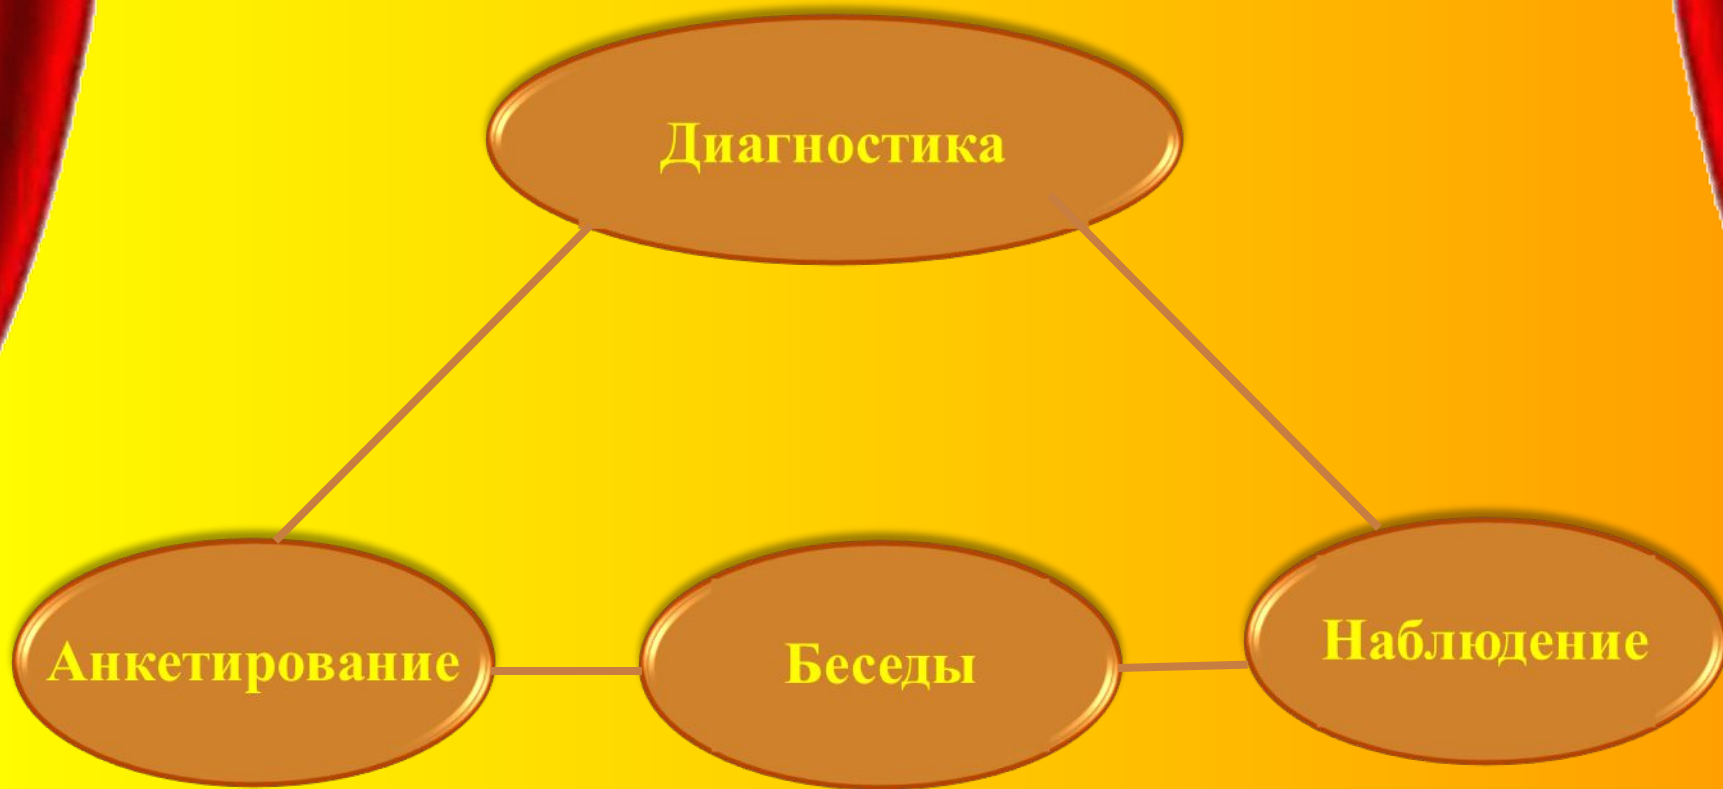 Диагностика
Анкетирование
Беседы
Наблюдение